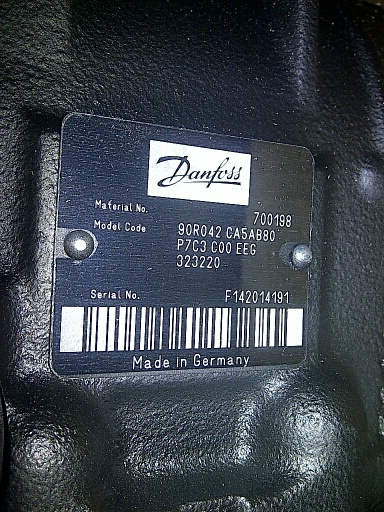 Danfoss
Material No. 700198
Model Code 90R042 CA5AB80
P7C3 C00 EEG
323220
Serial No. F142014191
Made in Germany